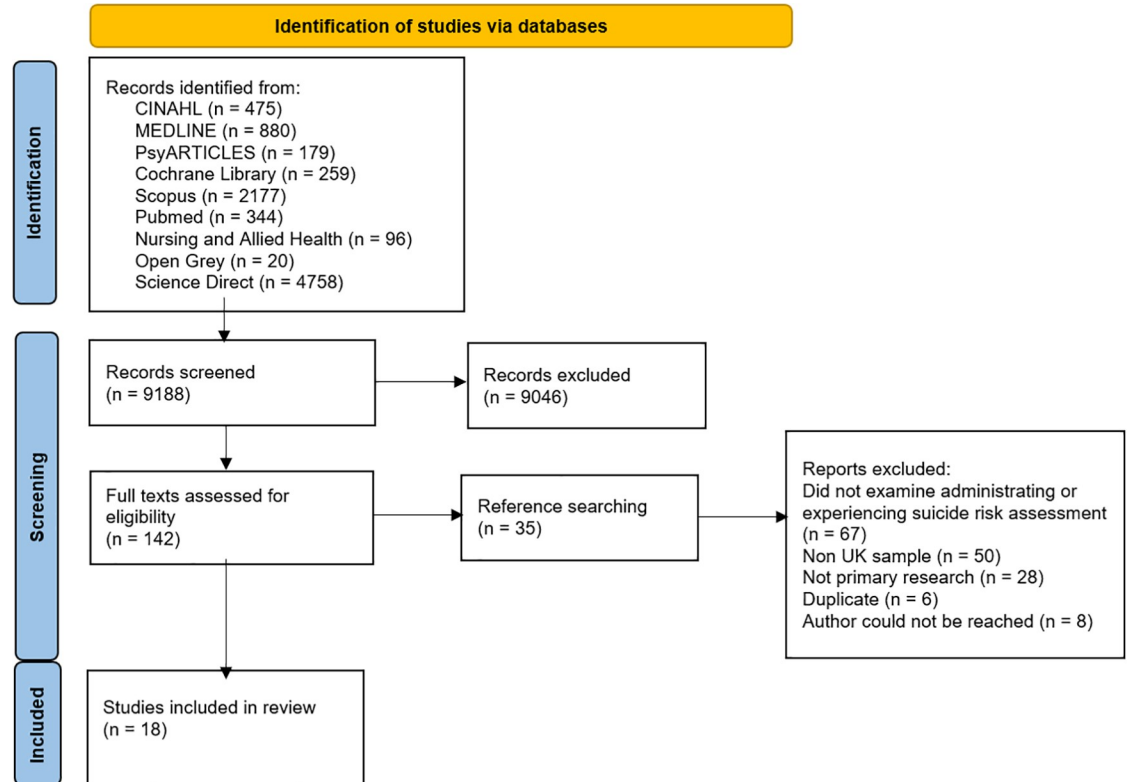 Identification of studies via databases
Identification
Records identified from:
CINAHL (n = 475)
MEDLINE (n = 880)
PsyARTICLES (n = 179)
Cochrane Library (n = 259)
Scopus (n = 2177)
Pubmed (n = 344)
Nursing and Allied Health (n = 96)
Open Grey (n = 20)
Science Direct (n = 4758)
Screening
Records screened
(n = 9188)
Records excluded
(n = 9046)
Full texts assessed for
eligibility
(n = 142)
Reference searching
(n = 35)
Reports excluded:
Did not examine administrating or
experiencing suicide risk assessment
(n = 67)
Non UK sample (n = 50)
Not primary research (n = 28)
Duplicate (n = 6)
Author could not be reached (n = 8)
Included
Studies included in review
(n = 18)